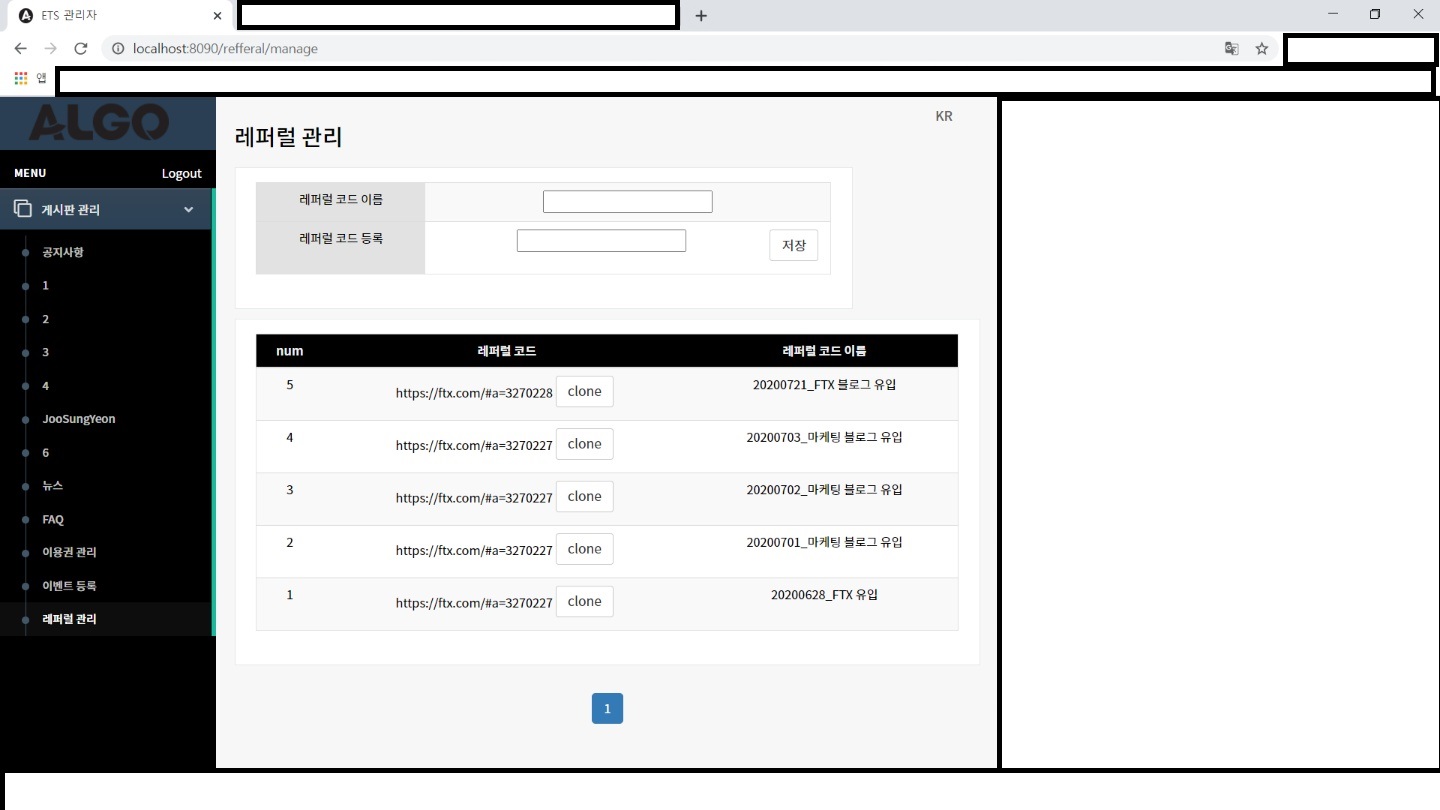 ETS 관리자
localhost:8090/refferal/manage
앱
ALGO
KR
레퍼럴 관리
MENU Logout
게시판 관리
공지사항
1
2
3
4
JooSungYeon
6
뉴스
FAQ
이용권 관리
이벤트 등록
레퍼럴 관리
레퍼럴 코드 이름
레퍼럴 코드 등록 저장
num 레퍼럴 코드 레퍼럴 코드 이름
5 https://ftx.com/#a=3270228 clone 20200721_FTX 블로그 유입
4 https://ftx.com/#a=3270227 clone 20200703_마케팅 블로그 유입
3 https://ftx.com/#a=3270227 clone 20200702_마케팅 블로그 유입
2 https://ftx.com/#a=3270227 clone 20200701_마케팅 블로그 유입
1 https://ftx.com/#a=3270227 clone 20200628_FTX 유입
1